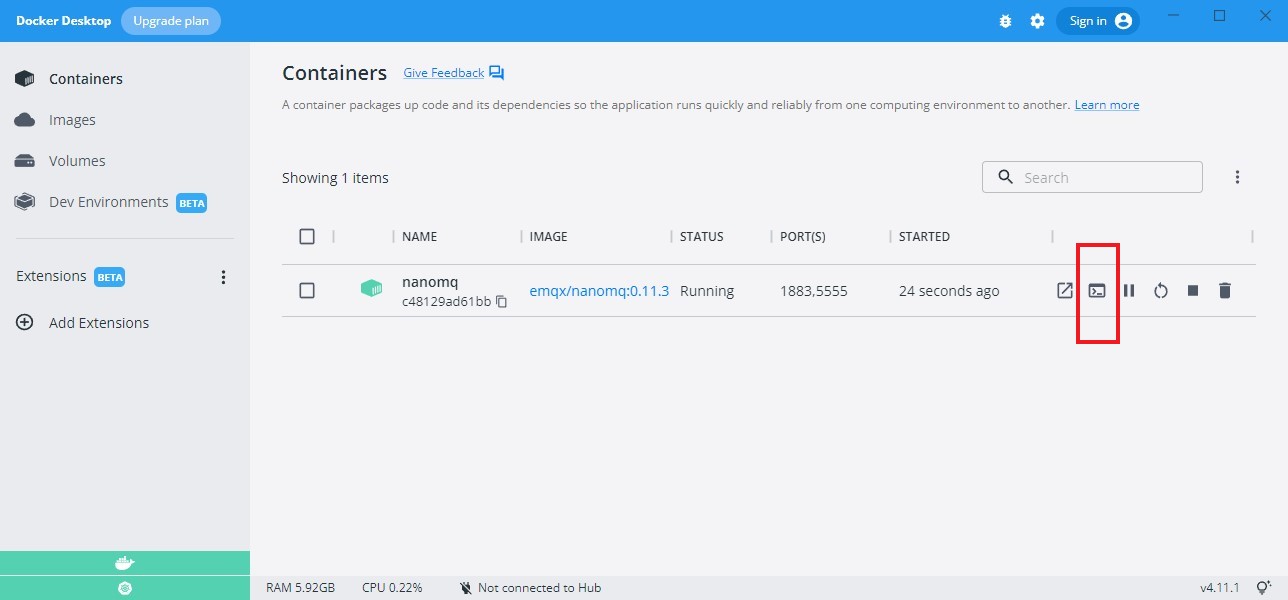 Docker Desktop Upgrade plan Sign in
Containers
Images
Volumes
Dev Environments BETA
Extensions BETA
Add Extensions
Containers Give Feedback
A container packages up code and its dependencies so the application runs quickly and reliably from one computing environment to another. Learn more
Showing 1 items Search
NAME IMAGE STATUS PORT(S) STARTED
nanomq
c48129ad61bb emqx/nanomq:0.11.3 Running 1883,5555 24 seconds ago
RAM 5.92GB CPU 0.22% Not connected to Hub v4.11.1